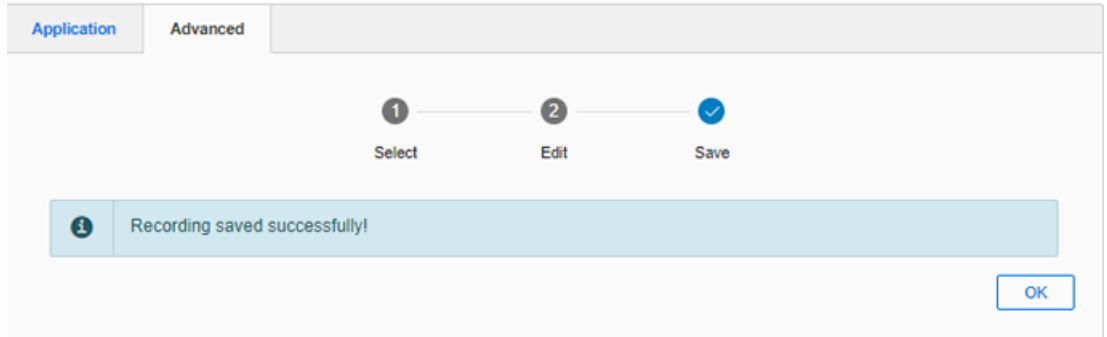 Application Advanced
1 2
Select Edit Save
Recording saved successfully!
OK